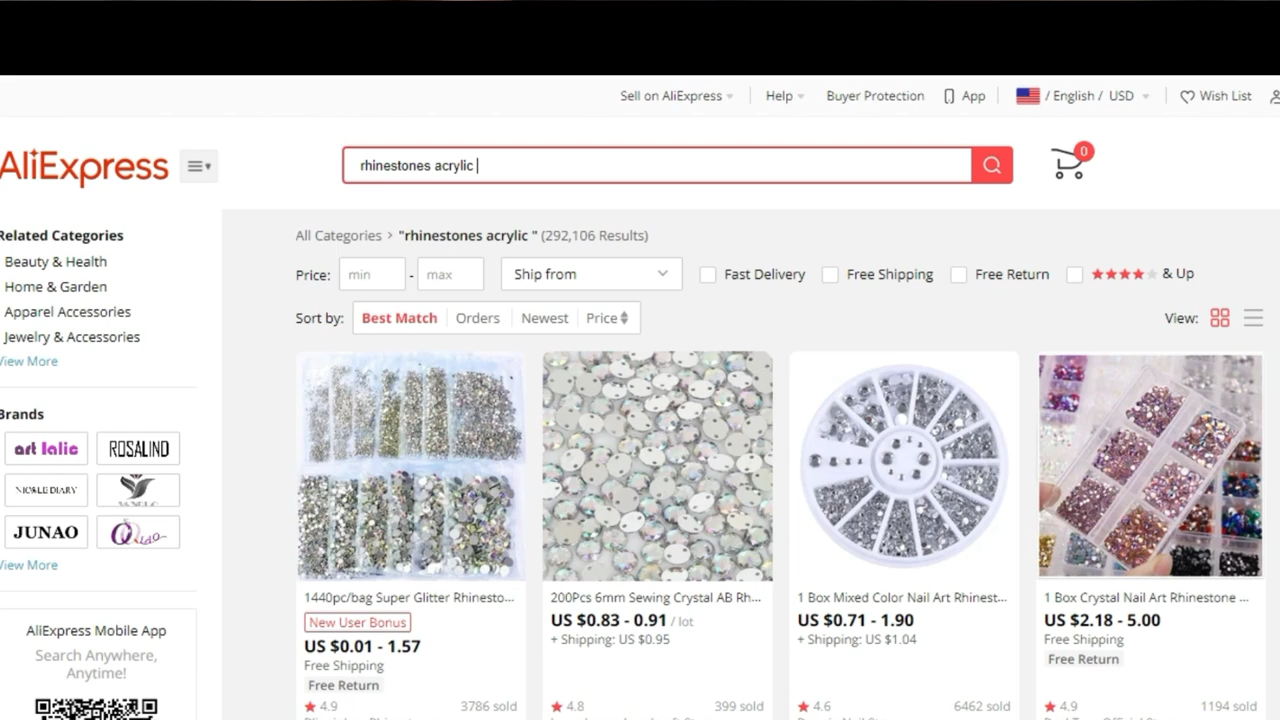 Sell on AliExpress
Help
Buyer Protection
App
/ English / USD
Wish List
AliExpress
rhinestones acrylic
0
Related Categories
Beauty & Health
Home & Garden
Apparel Accessories
Jewelry & Accessories
View More
Brands
art lalic
ROSALIND
NICOLE DIARY
JUNAO
View More
AliExpress Mobile App
Search Anywhere,
Anytime!
All Categories > "rhinestones acrylic " (292,106 Results)
Price: min - max
Ship from
Fast Delivery
Free Shipping
Free Return
& Up
Sort by: Best Match Orders Newest Price
View:
1440pc/bag Super Glitter Rhinesto...
New User Bonus
US $0.01 - 1.57
Free Shipping
Free Return
4.9 3786 sold
200Pcs 6mm Sewing Crystal AB Rh...
US $0.83 - 0.91 / lot
+ Shipping: US $0.95
4.8 399 sold
1 Box Mixed Color Nail Art Rhinest...
US $0.71 - 1.90
+ Shipping: US $1.04
4.6 6462 sold
1 Box Crystal Nail Art Rhinestone ...
US $2.18 - 5.00
Free Shipping
Free Return
4.9 1194 sold